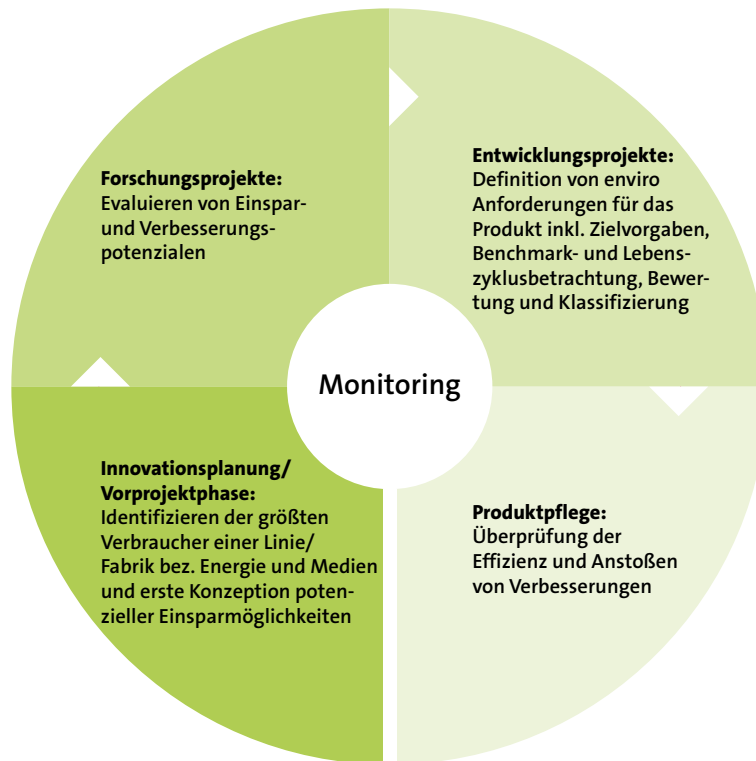 Forschungsprojekte:
Evaluieren von Einspar-
und Verbesserungs-
potenzialen
Entwicklungsprojekte:
Definition von enviro
Anforderungen für das
Produkt inkl. Zielvorgaben,
Benchmark- und Lebens-
zyklusbetrachtung, Bewer-
tung und Klassifizierung
Monitoring
Innovationsplanung/
Vorprojektphase:
Identifizieren der größten
Verbraucher einer Linie/
Fabrik bez. Energie und Medien
und erste Konzeption poten-
zieller Einsparmöglichkeiten
Produktpflege:
Überprüfung der
Effizienz und Anstoßen
von Verbesserungen